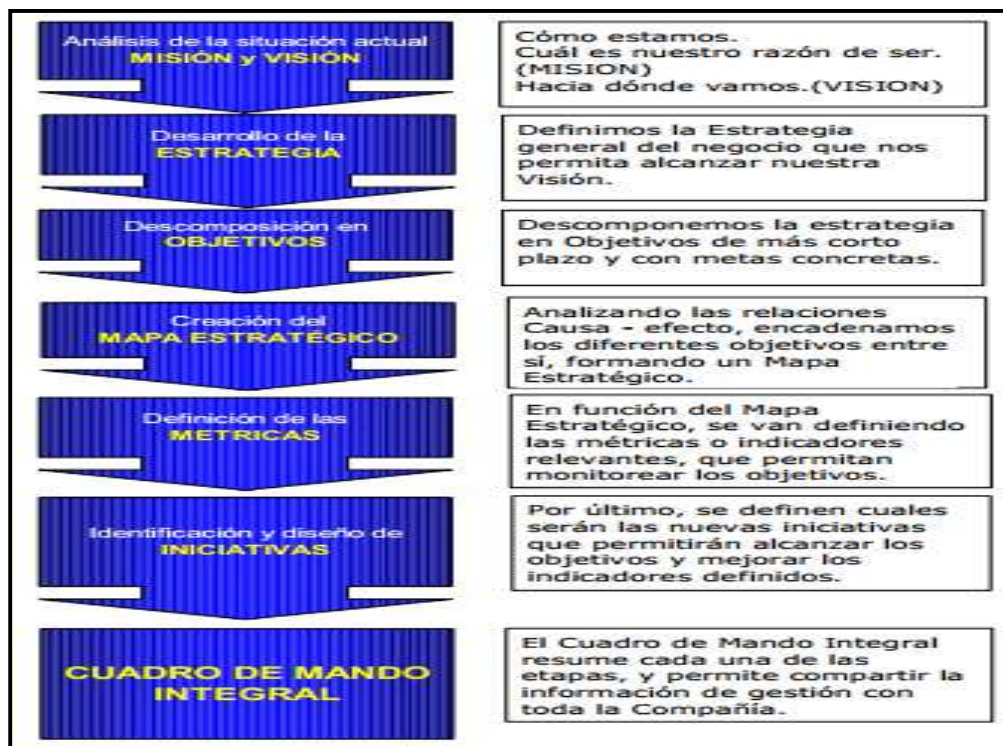 Análisis de la situación actual
MISIÓN y VISIÓN
Cómo estamos.
Cuál es nuestro razón de ser.
(MISION)
Hacia dónde vamos.(VISION)
Desarrollo de la
ESTRATEGIA
Definimos la Estrategia
general del negocio que nos
permita alcanzar nuestra
Visión.
Descomposición en
OBJETIVOS
Descomponemos la estrategia
en Objetivos de más corto
plazo y con metas concretas.
Creación del
MAPA ESTRATÉGICO
Analizando las relaciones
Causa - efecto, encadenamos
los diferentes objetivos entre
sí, formando un Mapa
Estratégico.
Definición de las
METRICAS
En función del Mapa
Estratégico, se van definiendo
las métricas o indicadores
relevantes, que permitan
monitorear los objetivos.
Identificación y diseño de
INICIATIVAS
Por último, se definen cuales
serán las nuevas iniciativas
que permitirán alcanzar los
objetivos y mejorar los
indicadores definidos.
CUADRO DE MANDO
INTEGRAL
El Cuadro de Mando Integral
resume cada una de las
etapas, y permite compartir la
información de gestión con
toda la Compañía.